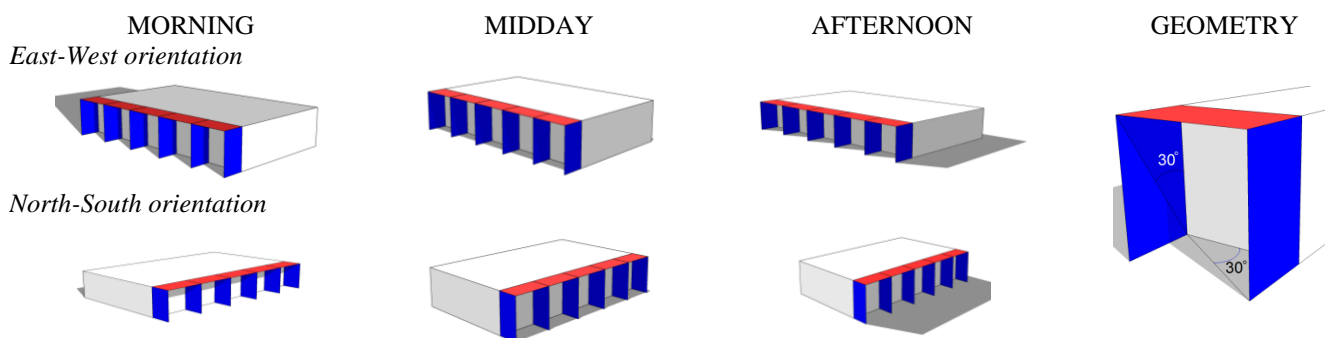 MORNING MIDDAY AFTERNOON GEOMETRY
East-West orientation
30°
North-South orientation
30°